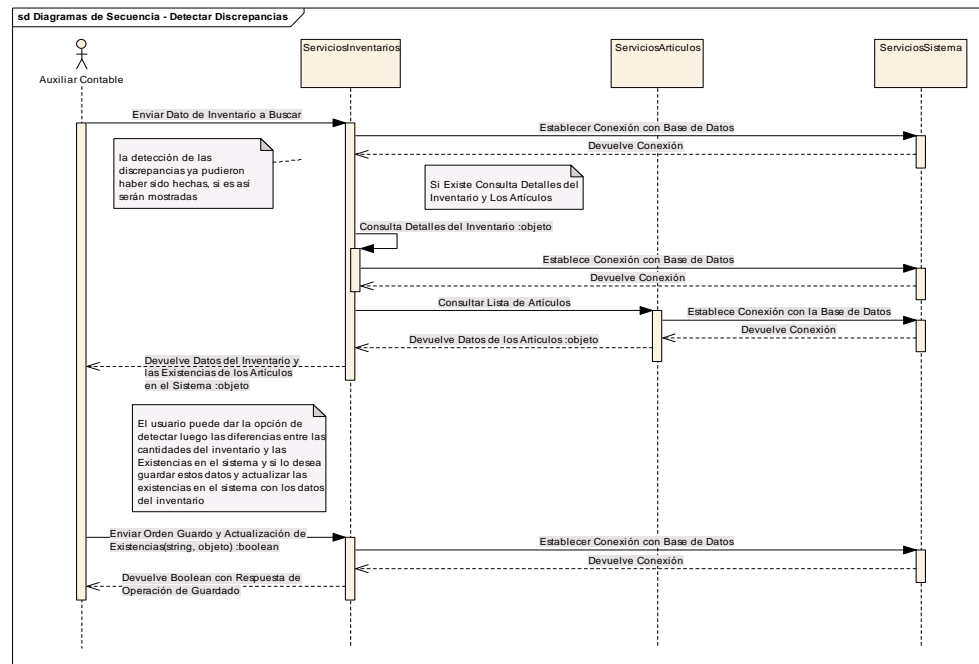 sd Diagramas de Secuencia - Detectar Discrepancias
ServiciosInventarios
ServiciosArticulos
ServiciosSistema
Auxiliar Contable
Enviar Dato de Inventario a Buscar
Establecer Conexión con Base de Datos
Devuelve Conexión
la detección de las
discrepancias ya pudieron
haber sido hechas, si es así
serán mostradas
Si Existe Consulta Detalles del
Inventario y Los Artículos
Consulta Detalles del Inventario :objeto
Establece Conexión con Base de Datos
Devuelve Conexión
Consultar Lista de Artículos
Establece Conexión con la Base de Datos
Devuelve Conexión
Devuelve Datos de los Artículos :objeto
Devuelve Datos del Inventario y
las Existencias de los Artículos
en el Sistema :objeto
El usuario puede dar la opción de
detectar luego las diferencias entre las
cantidades del inventario y las
Existencias en el sistema y si lo desea
guardar estos datos y actualizar las
existencias en el sistema con los datos
del inventario
Enviar Orden Guardo y Actualización de
Existencias(string, objeto) :boolean
Establecer Conexión con Base de Datos
Devuelve Conexión
Devuelve Boolean con Respuesta de
Operación de Guardado